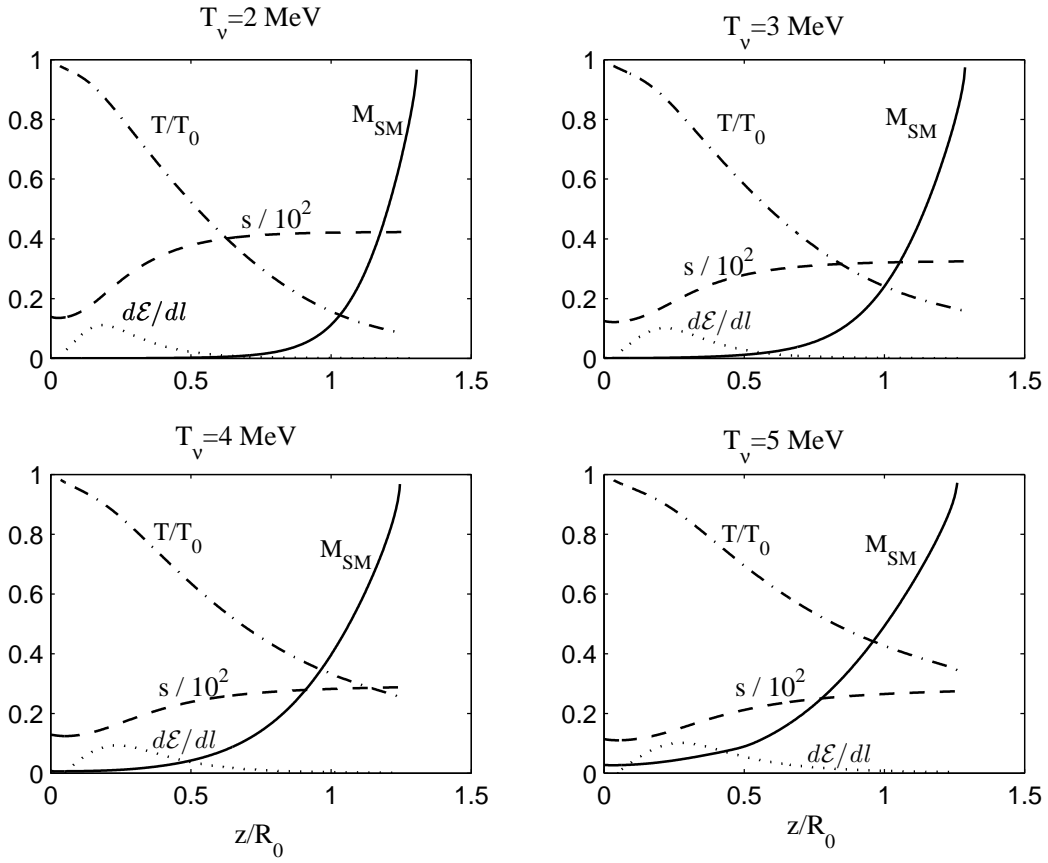 T_ν=2 MeV
1
0.8
0.6
0.4
0.2
0
0
0.5
1
1.5
T/T_0
M_SM
s / 10^2
dℰ/dl
T_ν=3 MeV
1
0.8
0.6
0.4
0.2
0
0
0.5
1
1.5
T/T_0
M_SM
s / 10^2
dℰ/dl
T_ν=4 MeV
1
0.8
0.6
0.4
0.2
0
0
0.5
1
1.5
T/T_0
M_SM
s / 10^2
dℰ/dl
z/R_0
T_ν=5 MeV
1
0.8
0.6
0.4
0.2
0
0
0.5
1
1.5
T/T_0
M_SM
s / 10^2
dℰ/dl
z/R_0